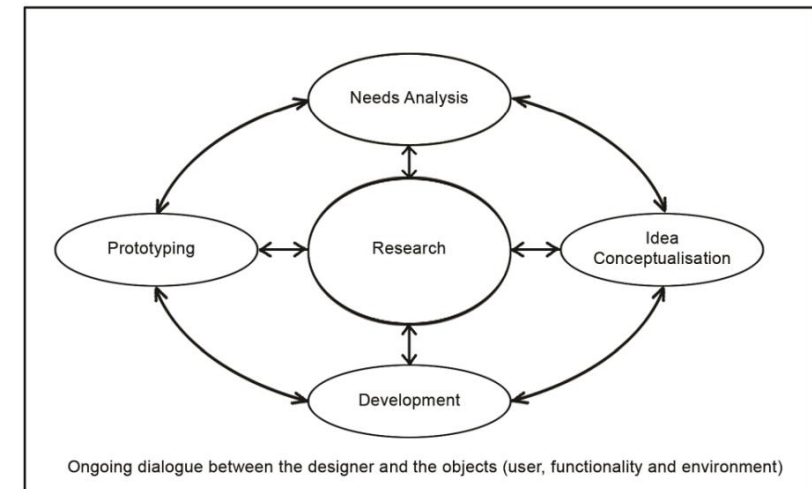 Needs Analysis
Prototyping
Research
Idea
Conceptualisation
Development
Ongoing dialogue between the designer and the objects (user, functionality and environment)